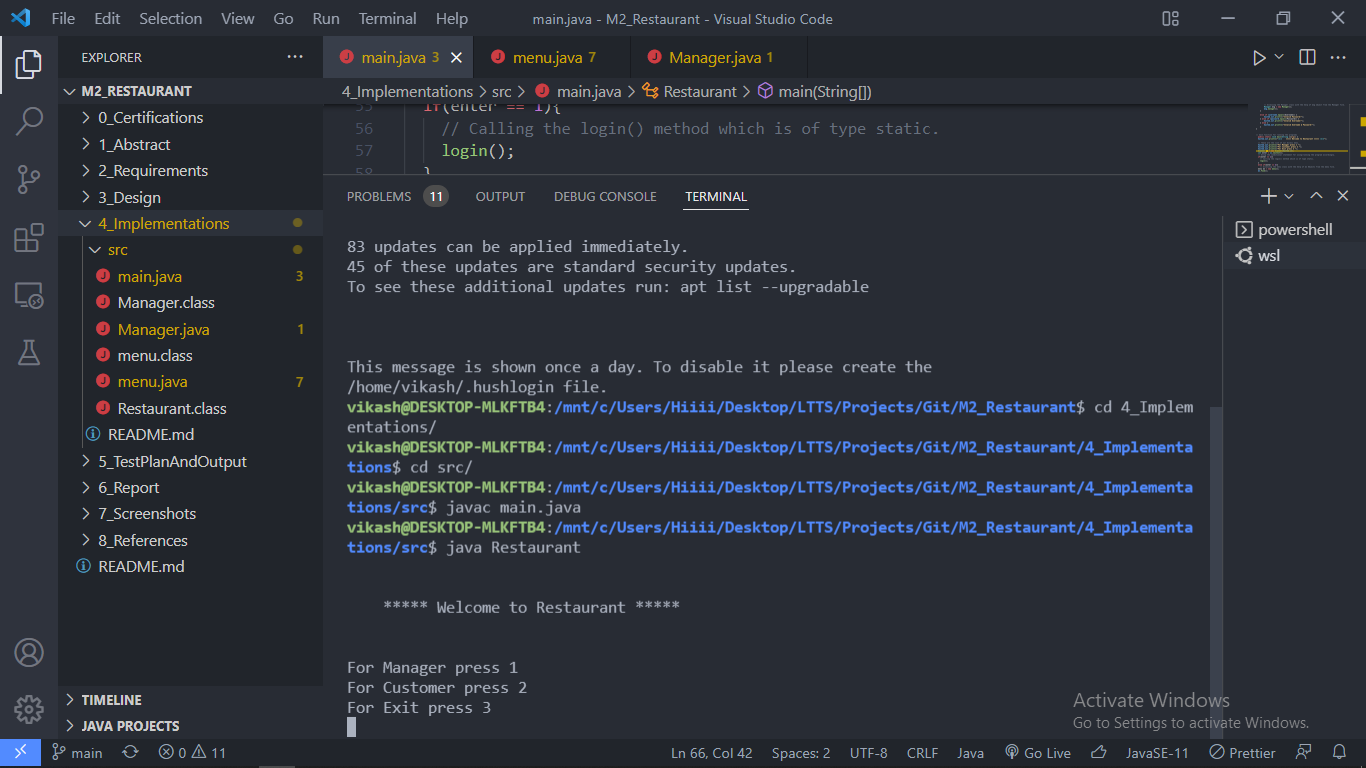 File Edit Selection View Go Run Terminal Help main.java - M2_Restaurant - Visual Studio Code
EXPLORER
main.java 3
menu.java 7
Manager.java 1
M2_RESTAURANT
0_Certifications
1_Abstract
2_Requirements
3_Design
4_Implementations
src
main.java 3
Manager.class
Manager.java 1
menu.class
menu.java 7
Restaurant.class
README.md
5_TestPlanAndOutput
6_Report
7_Screenshots
8_References
README.md
TIMELINE
JAVA PROJECTS
4_Implementations > src > main.java > Restaurant > main(String[])
55 if(enter == 1){
56 // Calling the login() method which is of type static.
57 login();
58 }
PROBLEMS 11 OUTPUT DEBUG CONSOLE TERMINAL
powershell
wsl
83 updates can be applied immediately.
45 of these updates are standard security updates.
To see these additional updates run: apt list --upgradable
This message is shown once a day. To disable it please create the
/home/vikash/.hushlogin file.
vikash@DESKTOP-MLKFTB4:/mnt/c/Users/Hiiii/Desktop/LTTS/Projects/Git/M2_Restaurant$ cd 4_Implem
entations/
vikash@DESKTOP-MLKFTB4:/mnt/c/Users/Hiiii/Desktop/LTTS/Projects/Git/M2_Restaurant/4_Implementa
tions$ cd src/
vikash@DESKTOP-MLKFTB4:/mnt/c/Users/Hiiii/Desktop/LTTS/Projects/Git/M2_Restaurant/4_Implementa
tions/src$ javac main.java
vikash@DESKTOP-MLKFTB4:/mnt/c/Users/Hiiii/Desktop/LTTS/Projects/Git/M2_Restaurant/4_Implementa
tions/src$ java Restaurant
***** Welcome to Restaurant *****
For Manager press 1
For Customer press 2
For Exit press 3
Activate Windows
Go to Settings to activate Windows.
main 0 11 Ln 66, Col 42 Spaces: 2 UTF-8 CRLF Java Go Live JavaSE-11 Prettier